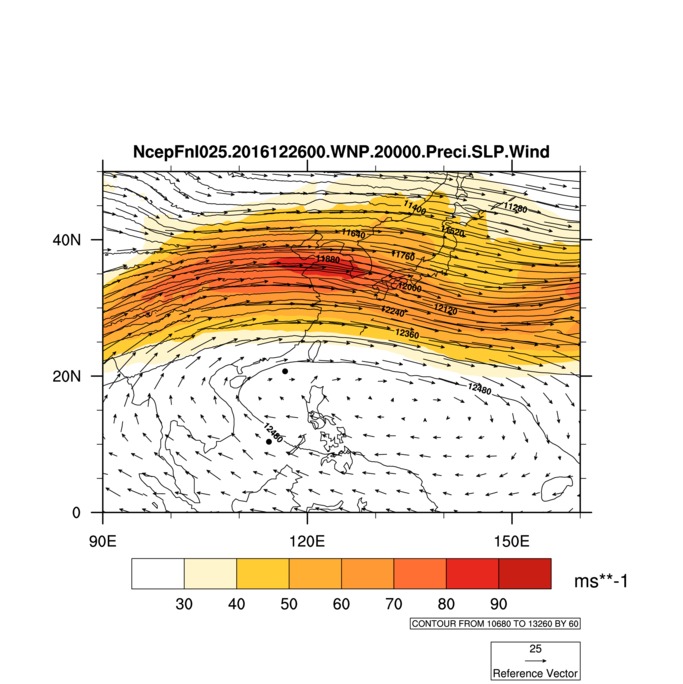 NcepFnl025.2016122600.WNP.20000.Preci.SLP.Wind
11280
11400
11520
11640
40N
11760
11880
12000
12120
12240
12360
20N
12480
12480
0
90E 120E 150E
ms**-1
30 40 50 60 70 80 90
CONTOUR FROM 10680 TO 13260 BY 60
25
Reference Vector